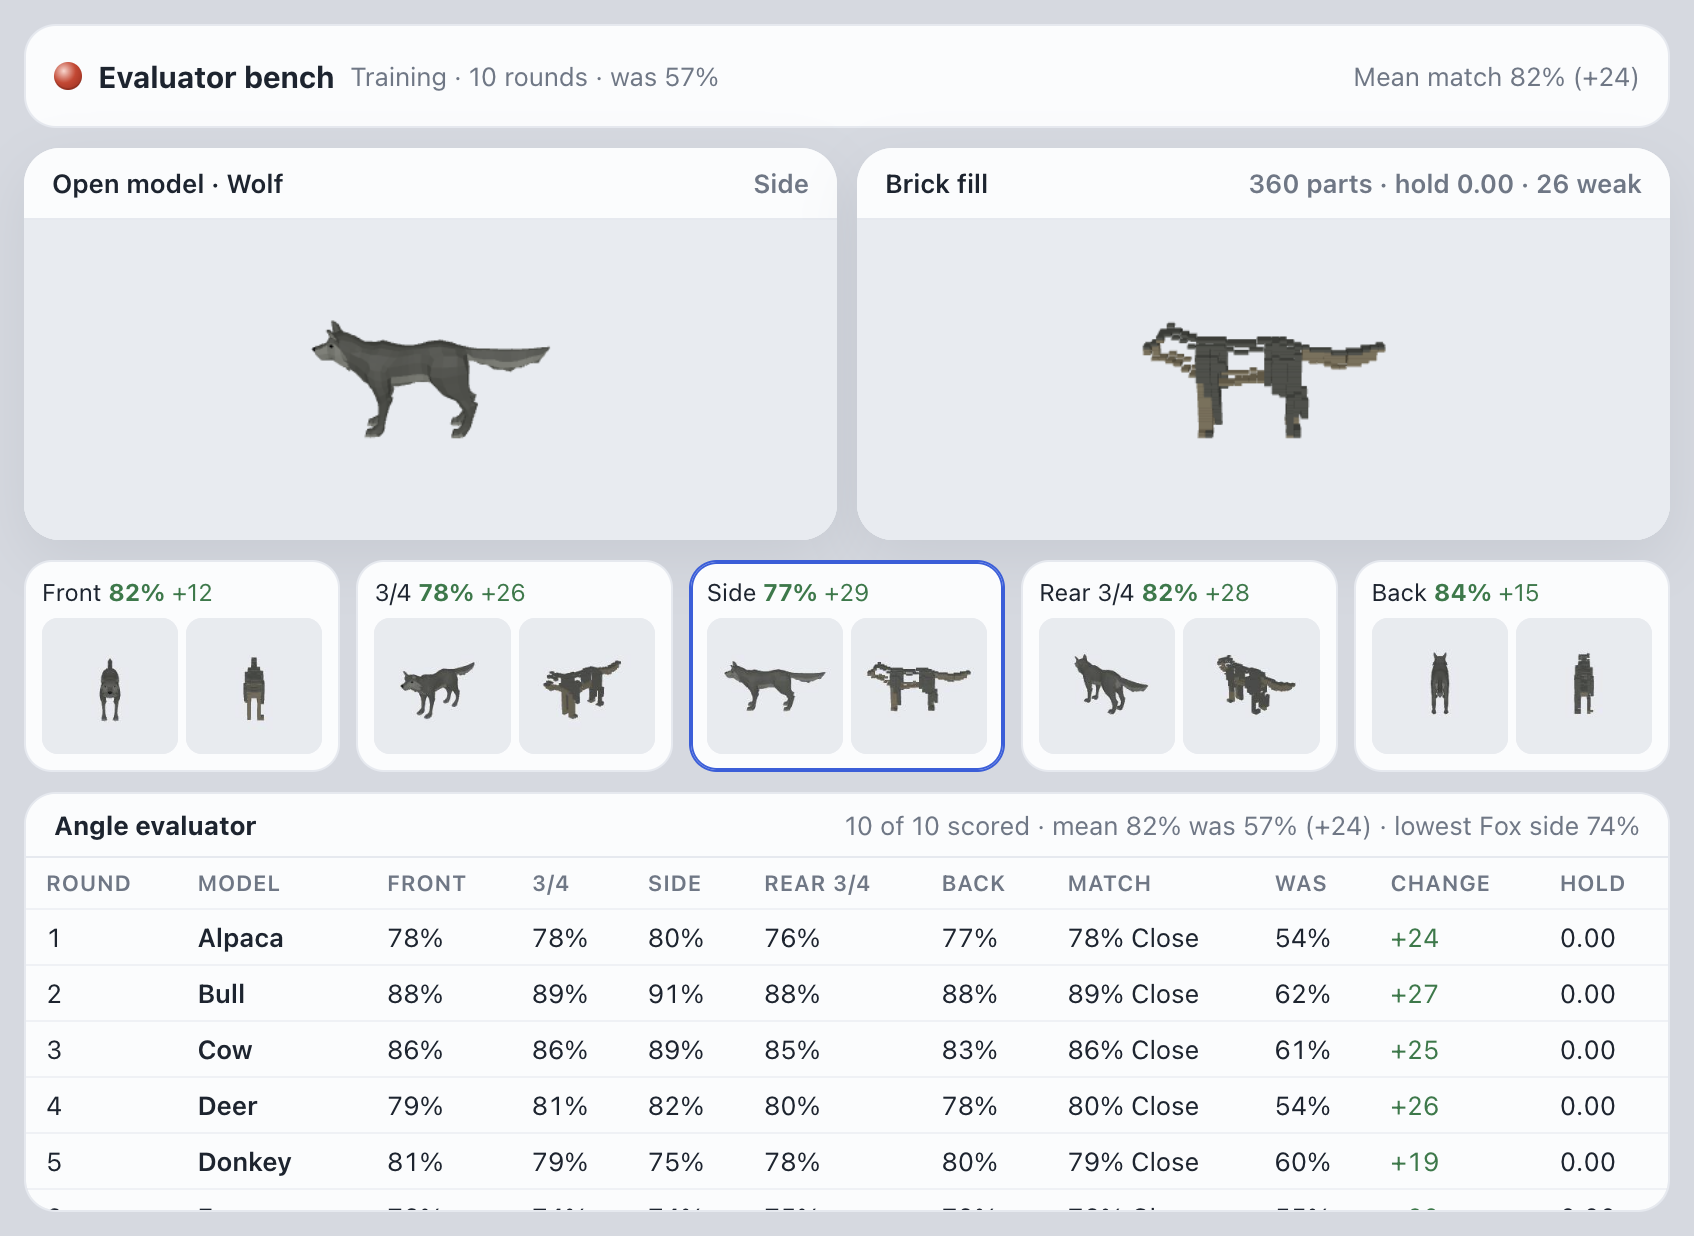 Evaluator bench Training · 10 rounds · was 57% Mean match 82% (+24)
Open model · Wolf Side
Brick fill 360 parts · hold 0.00 · 26 weak
Front 82% +12
3/4 78% +26
Side 77% +29
Rear 3/4 82% +28
Back 84% +15
Angle evaluator 10 of 10 scored · mean 82% was 57% (+24) · lowest Fox side 74%
ROUND MODEL FRONT 3/4 SIDE REAR 3/4 BACK MATCH WAS CHANGE HOLD
1 Alpaca 78% 78% 80% 76% 77% 78% Close 54% +24 0.00
2 Bull 88% 89% 91% 88% 88% 89% Close 62% +27 0.00
3 Cow 86% 86% 89% 85% 83% 86% Close 61% +25 0.00
4 Deer 79% 81% 82% 80% 78% 80% Close 54% +26 0.00
5 Donkey 81% 79% 75% 78% 80% 79% Close 60% +19 0.00